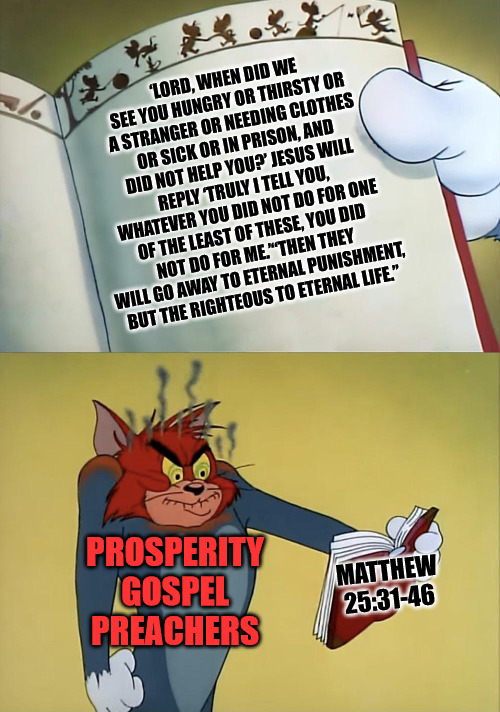 ‘LORD, WHEN DID WE
SEE YOU HUNGRY OR THIRSTY OR
A STRANGER OR NEEDING CLOTHES
OR SICK OR IN PRISON, AND
DID NOT HELP YOU?’ JESUS WILL
REPLY ‘TRULY I TELL YOU,
WHATEVER YOU DID NOT DO FOR ONE
OF THE LEAST OF THESE, YOU DID
NOT DO FOR ME.’“THEN THEY
WILL GO AWAY TO ETERNAL PUNISHMENT,
BUT THE RIGHTEOUS TO ETERNAL LIFE.”
PROSPERITY
GOSPEL
PREACHERS
MATTHEW
25:31-46